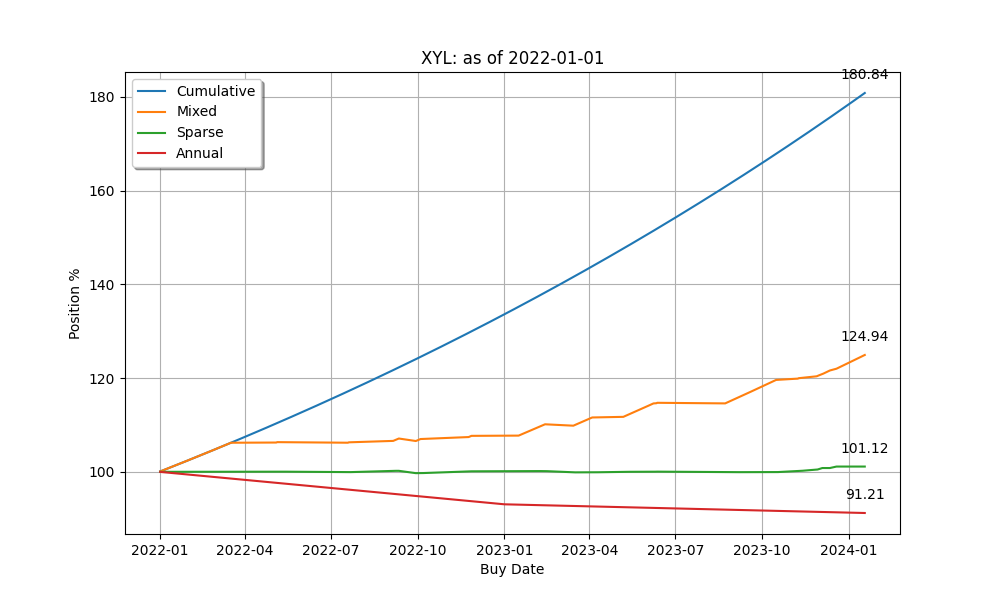 XYL: as of 2022-01-01
180.84
180
Cumulative
Mixed
Sparse
Annual
160
140
124.94
120
101.12
100
91.21
Position %
2022-01 2022-04 2022-07 2022-10 2023-01 2023-04 2023-07 2023-10 2024-01
Buy Date